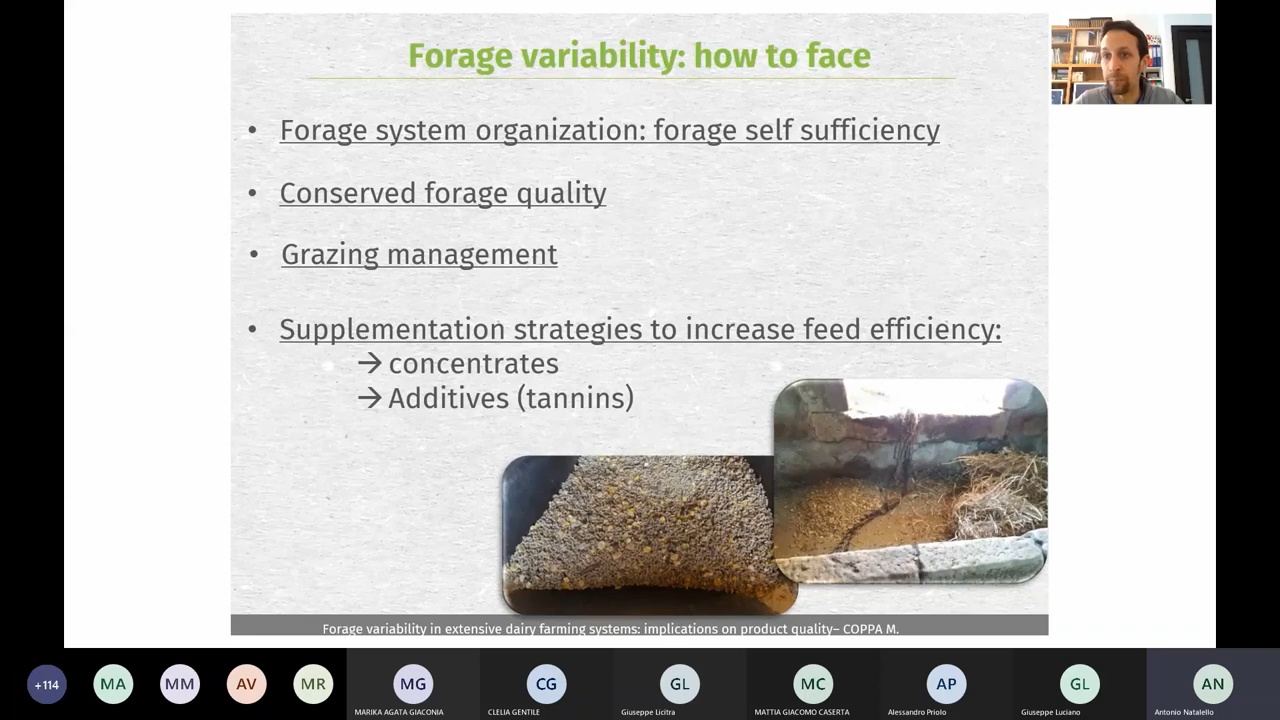 Forage variability: how to face
• Forage system organization: forage self sufficiency
• Conserved forage quality
• Grazing management
• Supplementation strategies to increase feed efficiency:
→ concentrates
→ Additives (tannins)
Forage variability in extensive dairy farming systems: implications on product quality– COPPA M.
+114
MA
MM
AV
MR
MG
CG
GL
MC
AP
GL
AN
MARIKA AGATA GIACONIA
CLELIA GENTILE
Giuseppe Licitra
MATTIA GIACOMO CASERTA
Alessandro Priolo
Giuseppe Luciano
Antonio Natalello